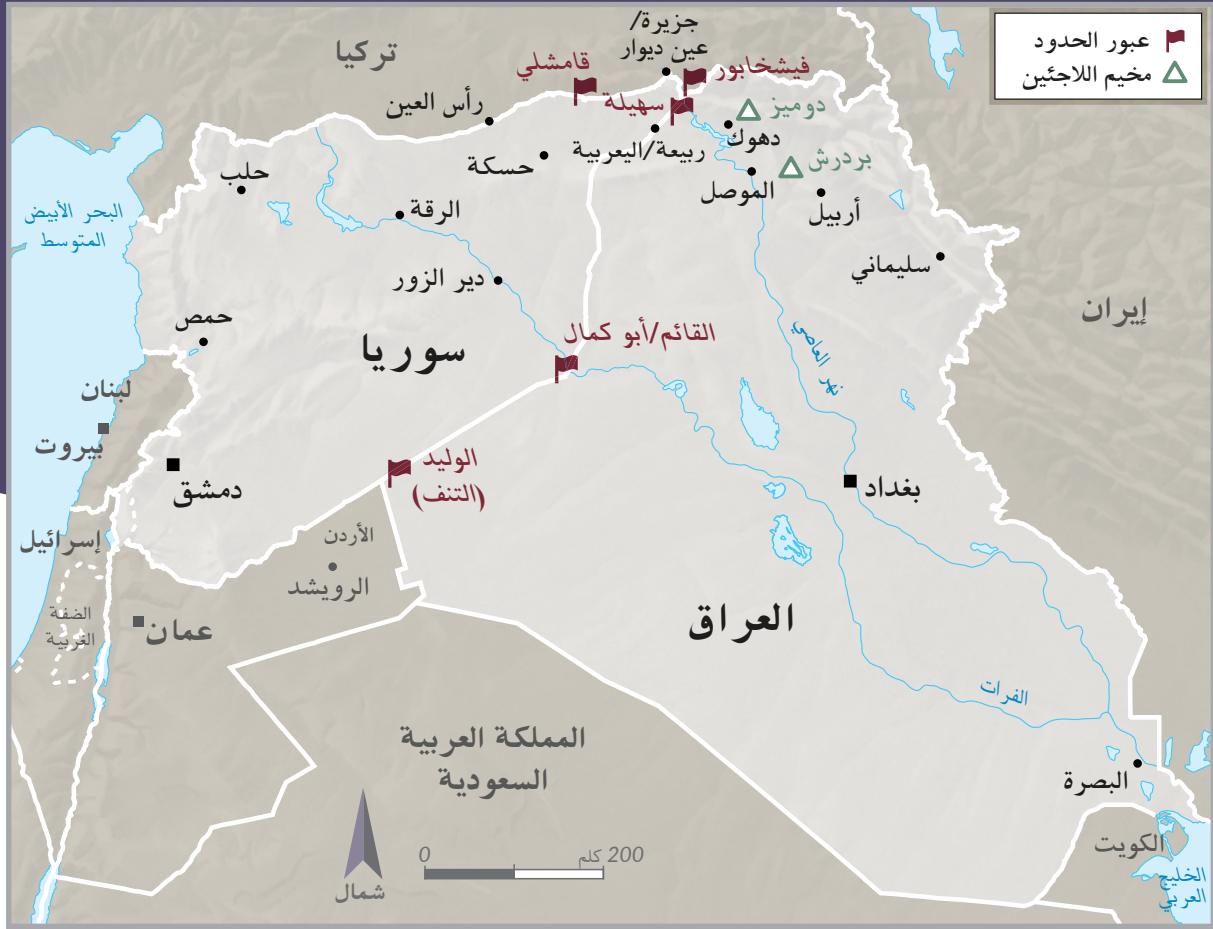 عبور الحدود
مخيم اللاجئين
تركيا
جزيرة/
عين ديوار
قامشلي
فيشخابور
سهيلة
دوميز
رأس العين
دهوك
ربيعة/اليعربية
بردرش
حسكة
الموصل
حلب
أربيل
الرقة
البحر الأبيض
المتوسط
سليماني
دير الزور
إيران
حمص
القائم/أبو كمال
سوريا
نهر العاصي
لبنان
بيروت
الوليد
(التنف)
دمشق
بغداد
إسرائيل
الأردن
الرويشد
الضفة
الغربية
عمان
العراق
الفرات
المملكة العربية
السعودية
البصرة
الكويت
0 200 كلم
الخليج
العربي
شمال